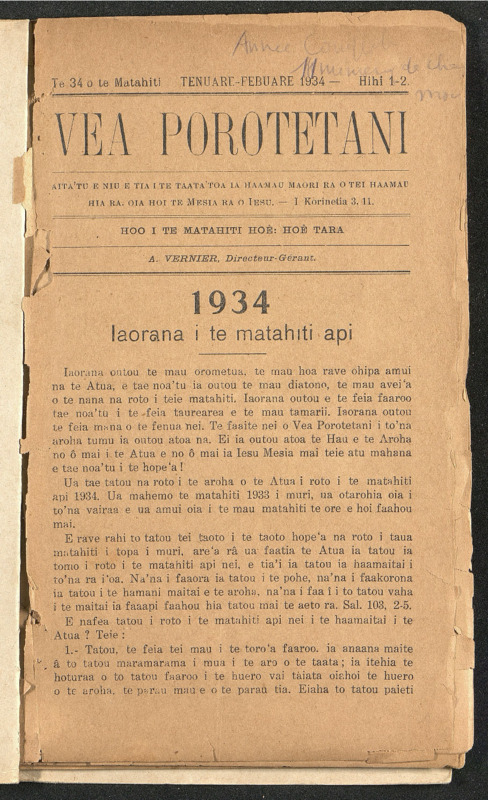 Année
Te 34 o te Matahiti TENUARE-FEBUARE 1934 — Hihi 1-2.
VEA POROTETANI
AITA'TU E NIU E TIA I TE TAATA'TOA IA HAAMAU MAORI RA O TEI HAAMAU
HIA RA, OIA HOI TE MESIA RA O IESU. — I Korinetia 3, 11.
HOO I TE MATAHITI HOÊ: HOÊ TARA
A. VERNIER, Directeur-Gérant.
1934
Iaorana i te matahiti api
Iaorana outou te mau orometua, te mau hoa rave ohipa amui
na te Atua, e tae noa'tu ia outou te mau diatono, te mau avei'a
o te nana na roto i teie matahiti. Iaorana outou e te feia faaroo
tae noa'tu i te feia taurearea e te mau tamarii. Iaorana outou
te feia mana o te fenua nei. Te faaite nei o Vea Porotetani i to'na
aroha tumu ia outou atoa na. Ei ia outou atoa te Hau e te Aroha
no ô mai i te Atua e no ô mai ia Iesu Mesia mai teie atu mahana
e tae noa'tu i te hope'a !
Ua tae tatou na roto i te aroha o te Atua i roto i te matahiti
api 1934. Ua mahemo te matahiti 1933 i muri, ua otarohia oia i
to'na vairaa e ua amui oia i te mau matahiti te ore e hoi faahou
mai.
E rave rahi to tatou tei taoto i te taoto hope'a na roto i taua
matahiti i topa i muri, are'a râ ua faatia te Atua ia tatou ia
tomo i roto i te matahiti api nei, e tia'i ia tatou ia haamaitai i
to'na ra i'oa. Na'na i faaora ia tatou i te pohe, na'na i faakorona
ia tatou i te hamani maitai e te aroha, na'na i faa î i to tatou vaha
i te maitai ia faaapi faahou hia tatou mai te aeto ra. Sal. 103, 2-5.
E nafea tatou i roto i te matahiti api nei i te haamaitai i te
Atua ? Teie :
1.- Tatou, te feia tei mau i te toro'a faaroo, ia anaana maite
â to tatou maramarama i mua i te aro o te taata ; ia itehia te
hoturaa o to tatou faaroo i te huero vai taiata oia hoi te huero
o te aroha, te parau mau e o te paraù tia. Eiaha to tatou paieti